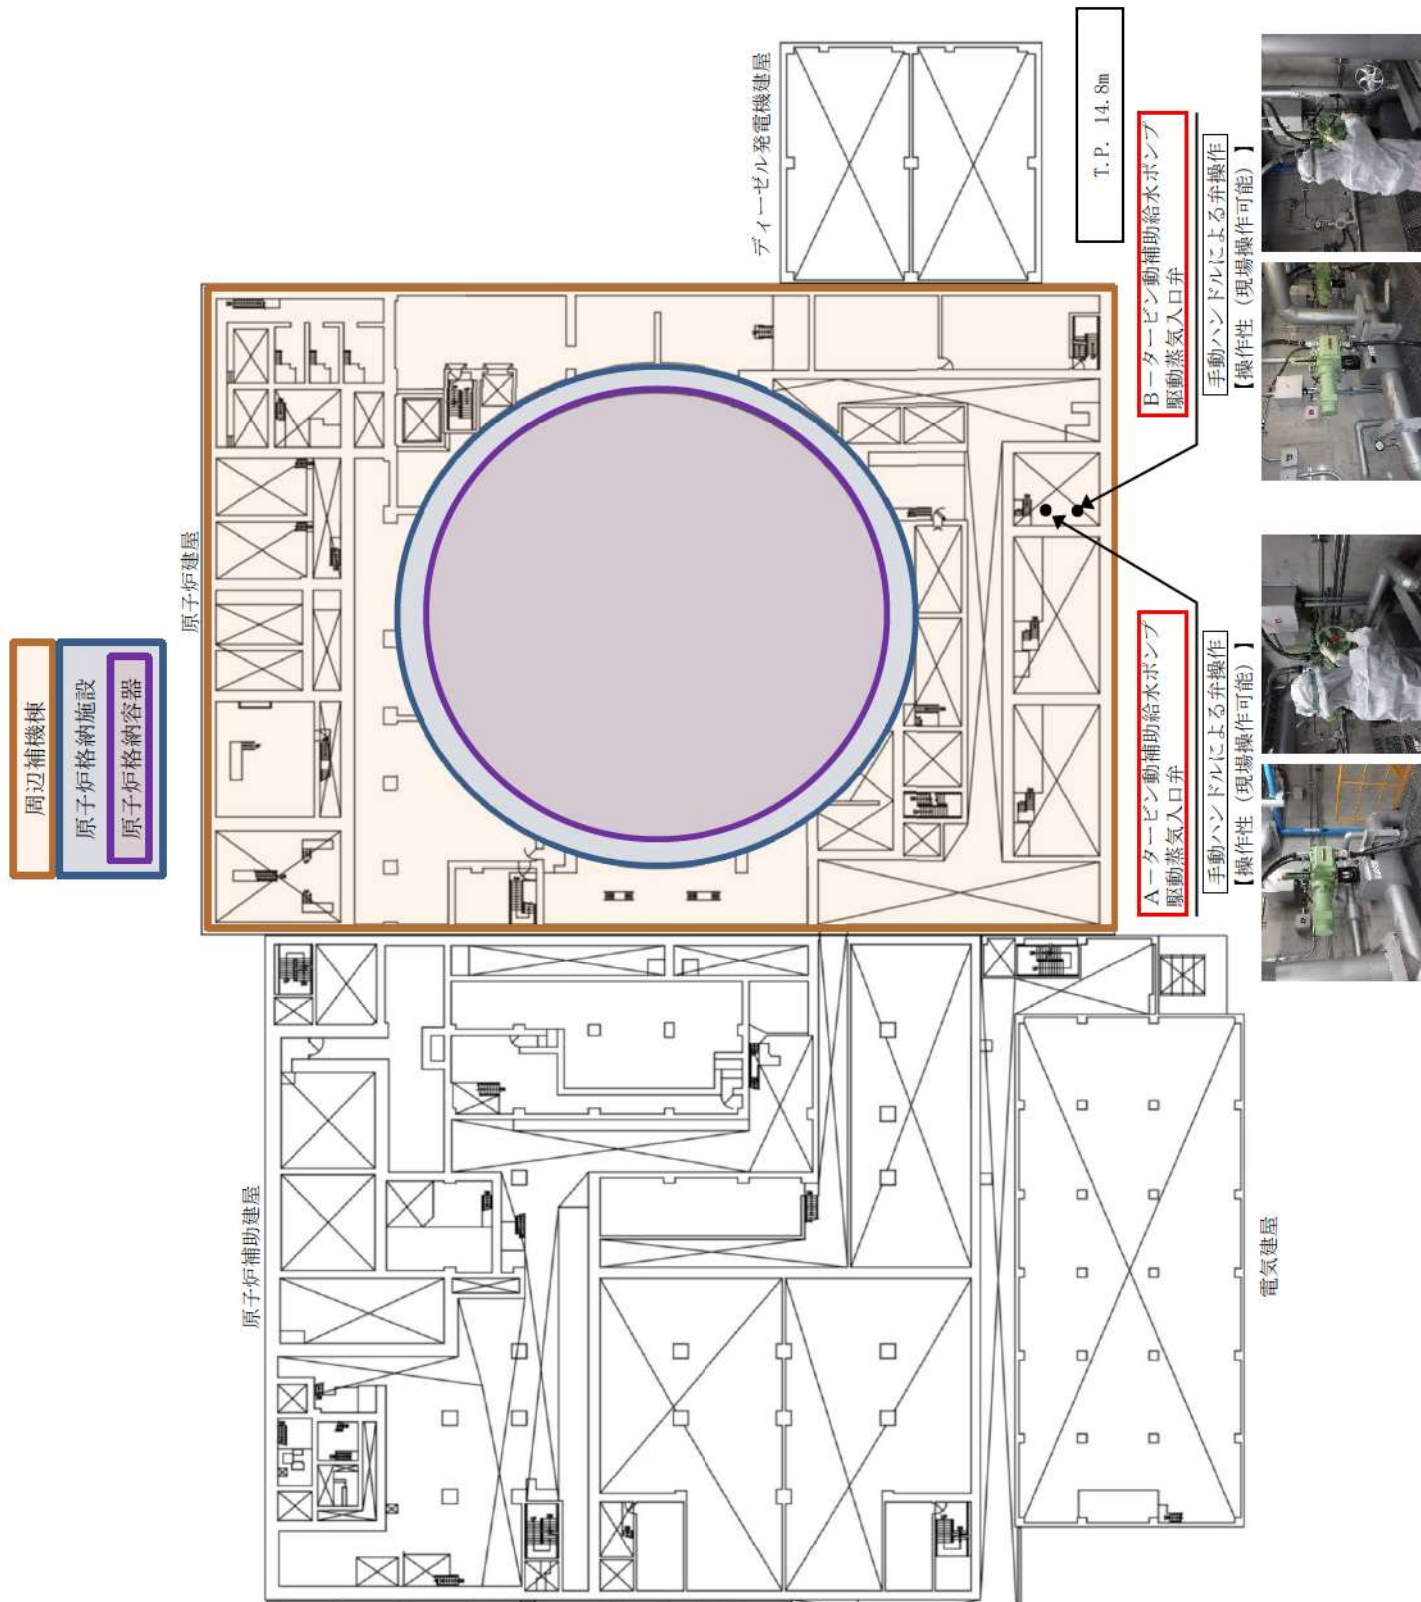 周辺補機棟
原子炉格納施設
原子炉格納容器
原子炉建屋
ディーゼル発電機建屋
T.P. 14.8m
原子炉補助建屋
電気建屋
A-タービン動補助給水ポンプ
駆動蒸気入口弁
手動ハンドルによる弁操作
【操作性（現場操作可能）】
B-タービン動補助給水ポンプ
駆動蒸気入口弁
手動ハンドルによる弁操作
【操作性（現場操作可能）】